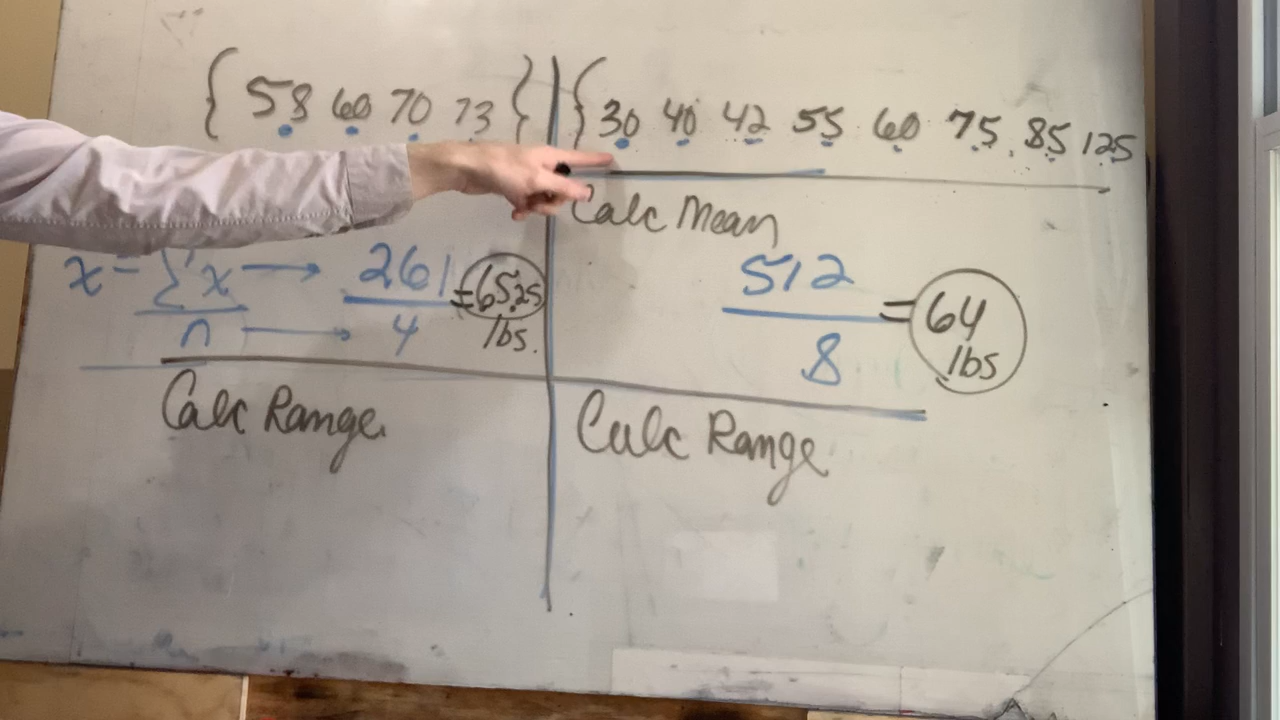 { 58 60 70 73 }
{ 30 40 42 55 60 75 85 125
Calc Mean
x - Σx → 261 = 65.25
n → 4 lbs.
512 = 64
8 lbs
Calc Range
Culc Range